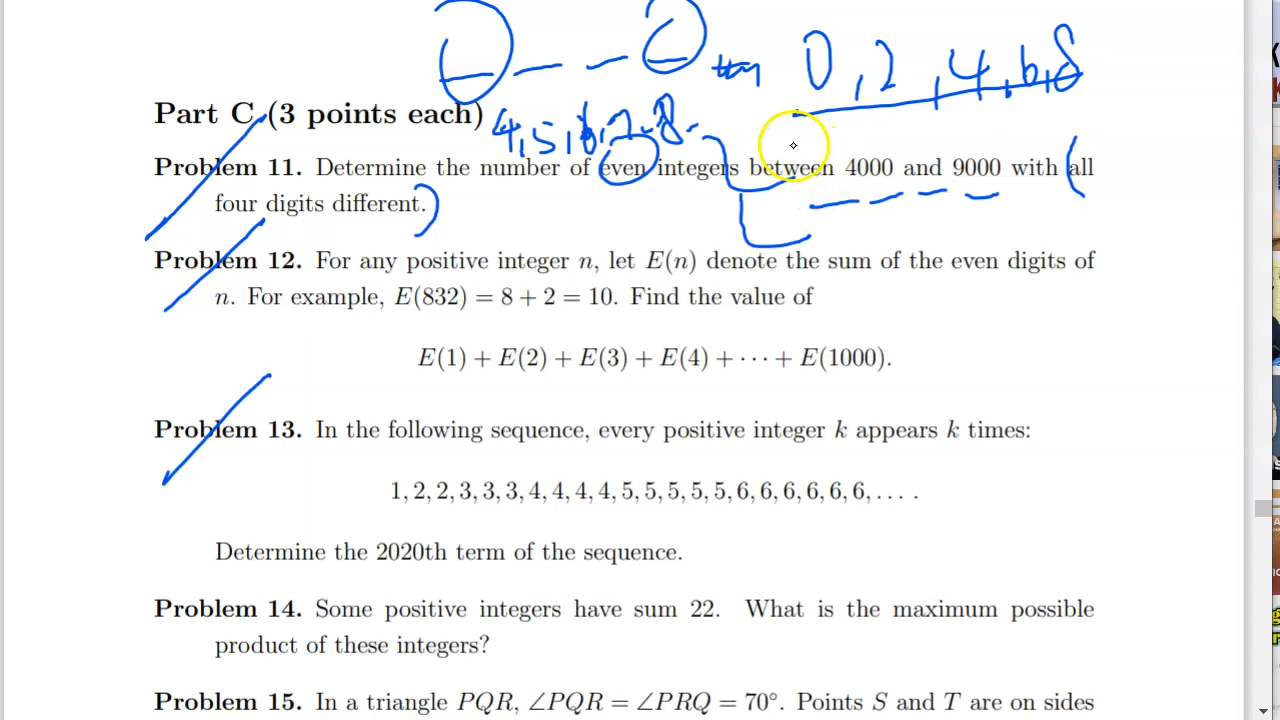 0, 2, 4, 6, 8
Part C. (3 points each)
4, 5, 6, 7, 8.
Problem 11. Determine the number of even integers between 4000 and 9000 with all
four digits different.
Problem 12. For any positive integer n, let E(n) denote the sum of the even digits of
n. For example, E(832) = 8 + 2 = 10. Find the value of
E(1) + E(2) + E(3) + E(4) + · · · + E(1000).
Problem 13. In the following sequence, every positive integer k appears k times:
1, 2, 2, 3, 3, 3, 4, 4, 4, 4, 5, 5, 5, 5, 5, 6, 6, 6, 6, 6, 6, . . . .
Determine the 2020th term of the sequence.
Problem 14. Some positive integers have sum 22. What is the maximum possible
product of these integers?
Problem 15. In a triangle PQR, ∠PQR = ∠PRQ = 70°. Points S and T are on sides